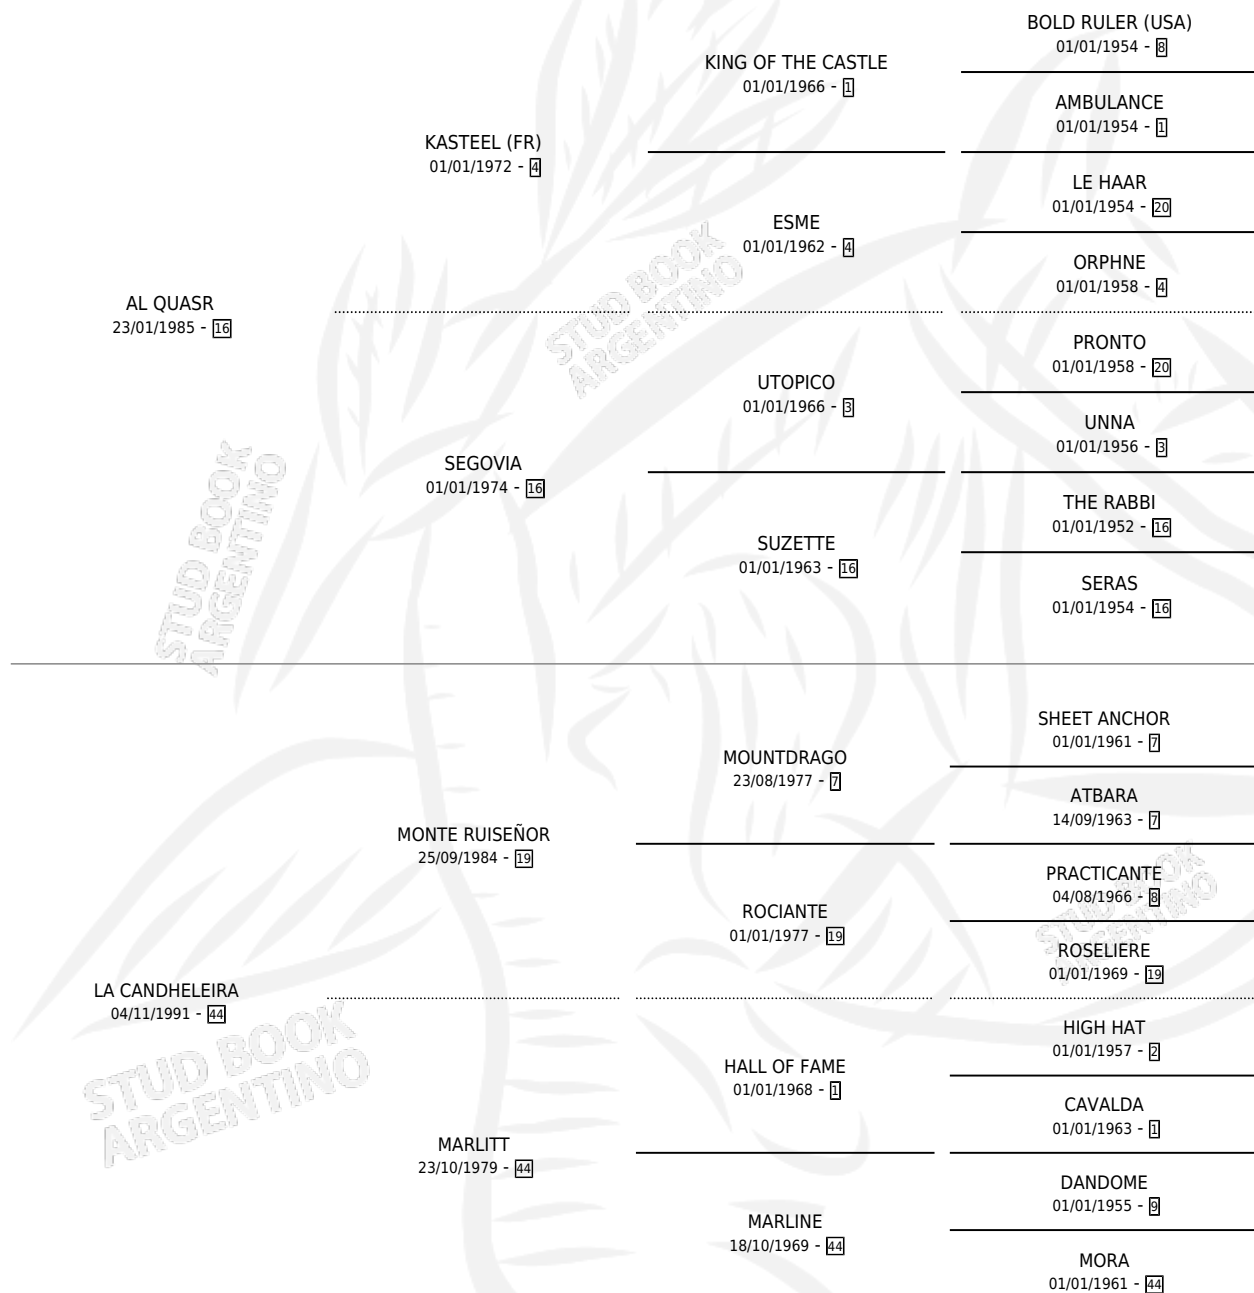 BOLD RULER (USA)
01/01/1954 - 8
KING OF THE CASTLE
01/01/1966 - 1
AMBULANCE
01/01/1954 - 1
KASTEEL (FR)
01/01/1972 - 4
LE HAAR
01/01/1954 - 20
ESME
01/01/1962 - 4
ORPHNE
01/01/1958 - 4
AL QUASR
23/01/1985 - 16
PRONTO
01/01/1958 - 20
UTOPICO
01/01/1966 - 3
UNNA
01/01/1956 - 3
SEGOVIA
01/01/1974 - 16
THE RABBI
01/01/1952 - 16
SUZETTE
01/01/1963 - 16
SERAS
01/01/1954 - 16
STUD BOOK
ARGENTINO
STUD BOOK
ARGENTINO
SHEET ANCHOR
01/01/1961 - 7
MOUNTDRAGO
23/08/1977 - 7
ATBARA
14/09/1963 - 7
MONTE RUISEÑOR
25/09/1984 - 19
PRACTICANTE
04/08/1966 - 8
ROCIANTE
01/01/1977 - 19
ROSELIERE
01/01/1969 - 19
LA CANDHELEIRA
04/11/1991 - 44
HIGH HAT
01/01/1957 - 2
HALL OF FAME
01/01/1968 - 1
CAVALDA
01/01/1963 - 1
MARLITT
23/10/1979 - 44
DANDOME
01/01/1955 - 9
MARLINE
18/10/1969 - 44
MORA
01/01/1961 - 44
STUD BOOK
ARGENTINO
STUD BOOK
ARGENTINO